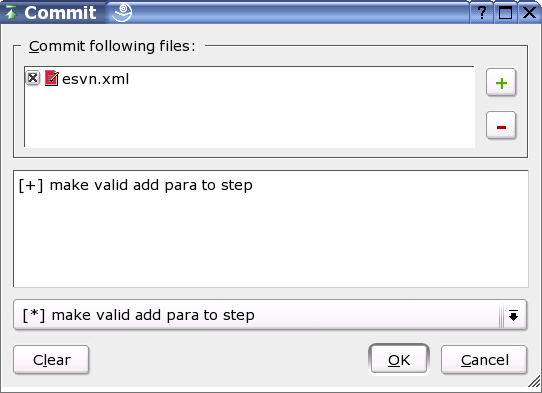 Commit
Commit following files:
esvn.xml
[+] make valid add para to step
[*] make valid add para to step
Clear
OK
Cancel